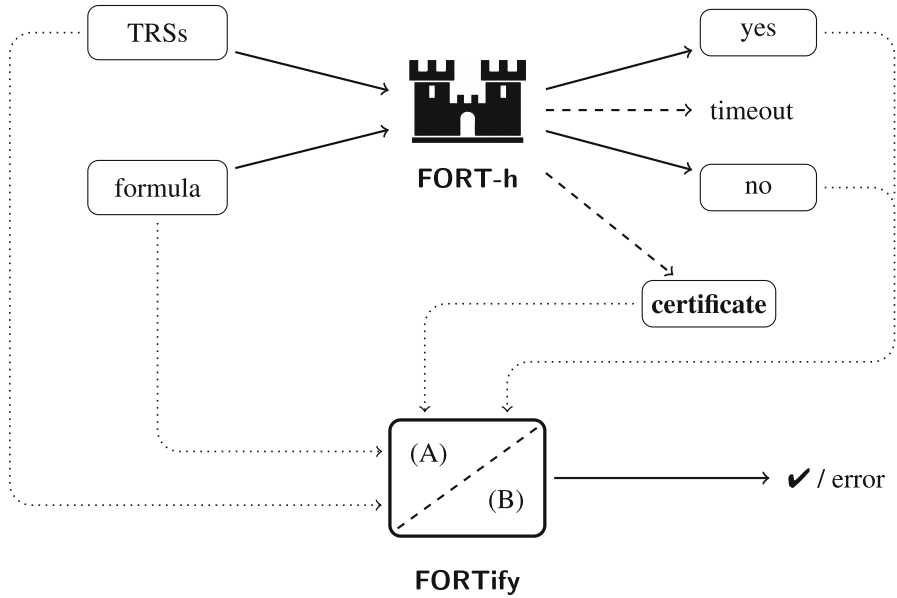 TRSs
yes
timeout
FORT-h
formula
no
certificate
(A)
(B)
✔ / error
FORTify